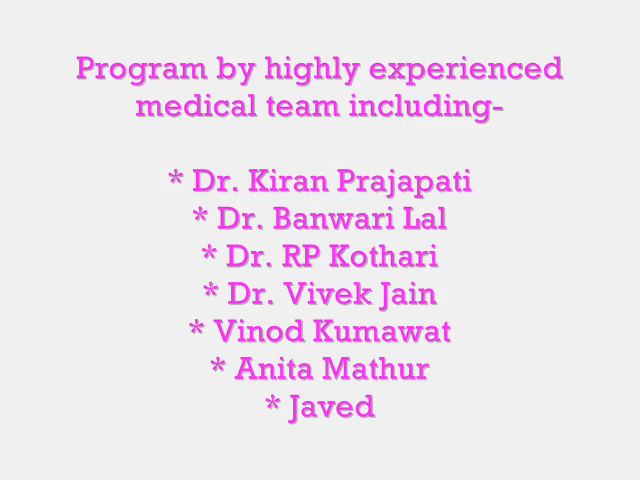 Program by highly experienced
medical team including-
* Dr. Kiran Prajapati
* Dr. Banwari Lal
* Dr. RP Kothari
* Dr. Vivek Jain
* Vinod Kumawat
* Anita Mathur
* Javed